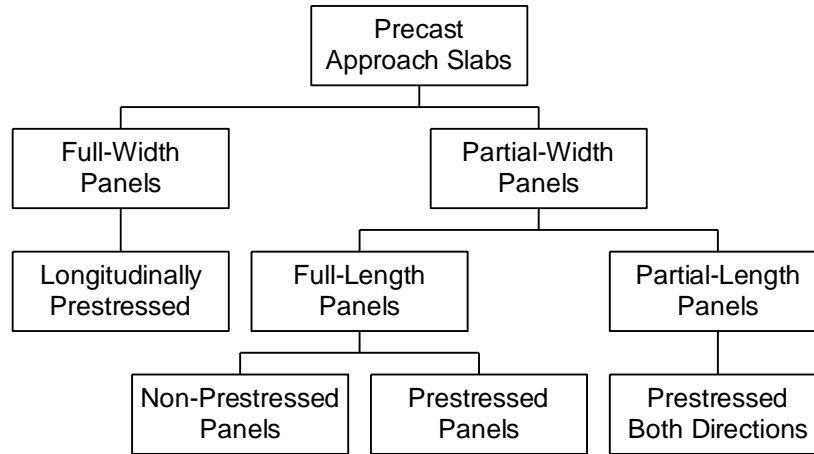 Precast
Approach Slabs
Full-Width
Panels
Partial-Width
Panels
Longitudinally
Prestressed
Full-Length
Panels
Partial-Length
Panels
Non-Prestressed
Panels
Prestressed
Panels
Prestressed
Both Directions